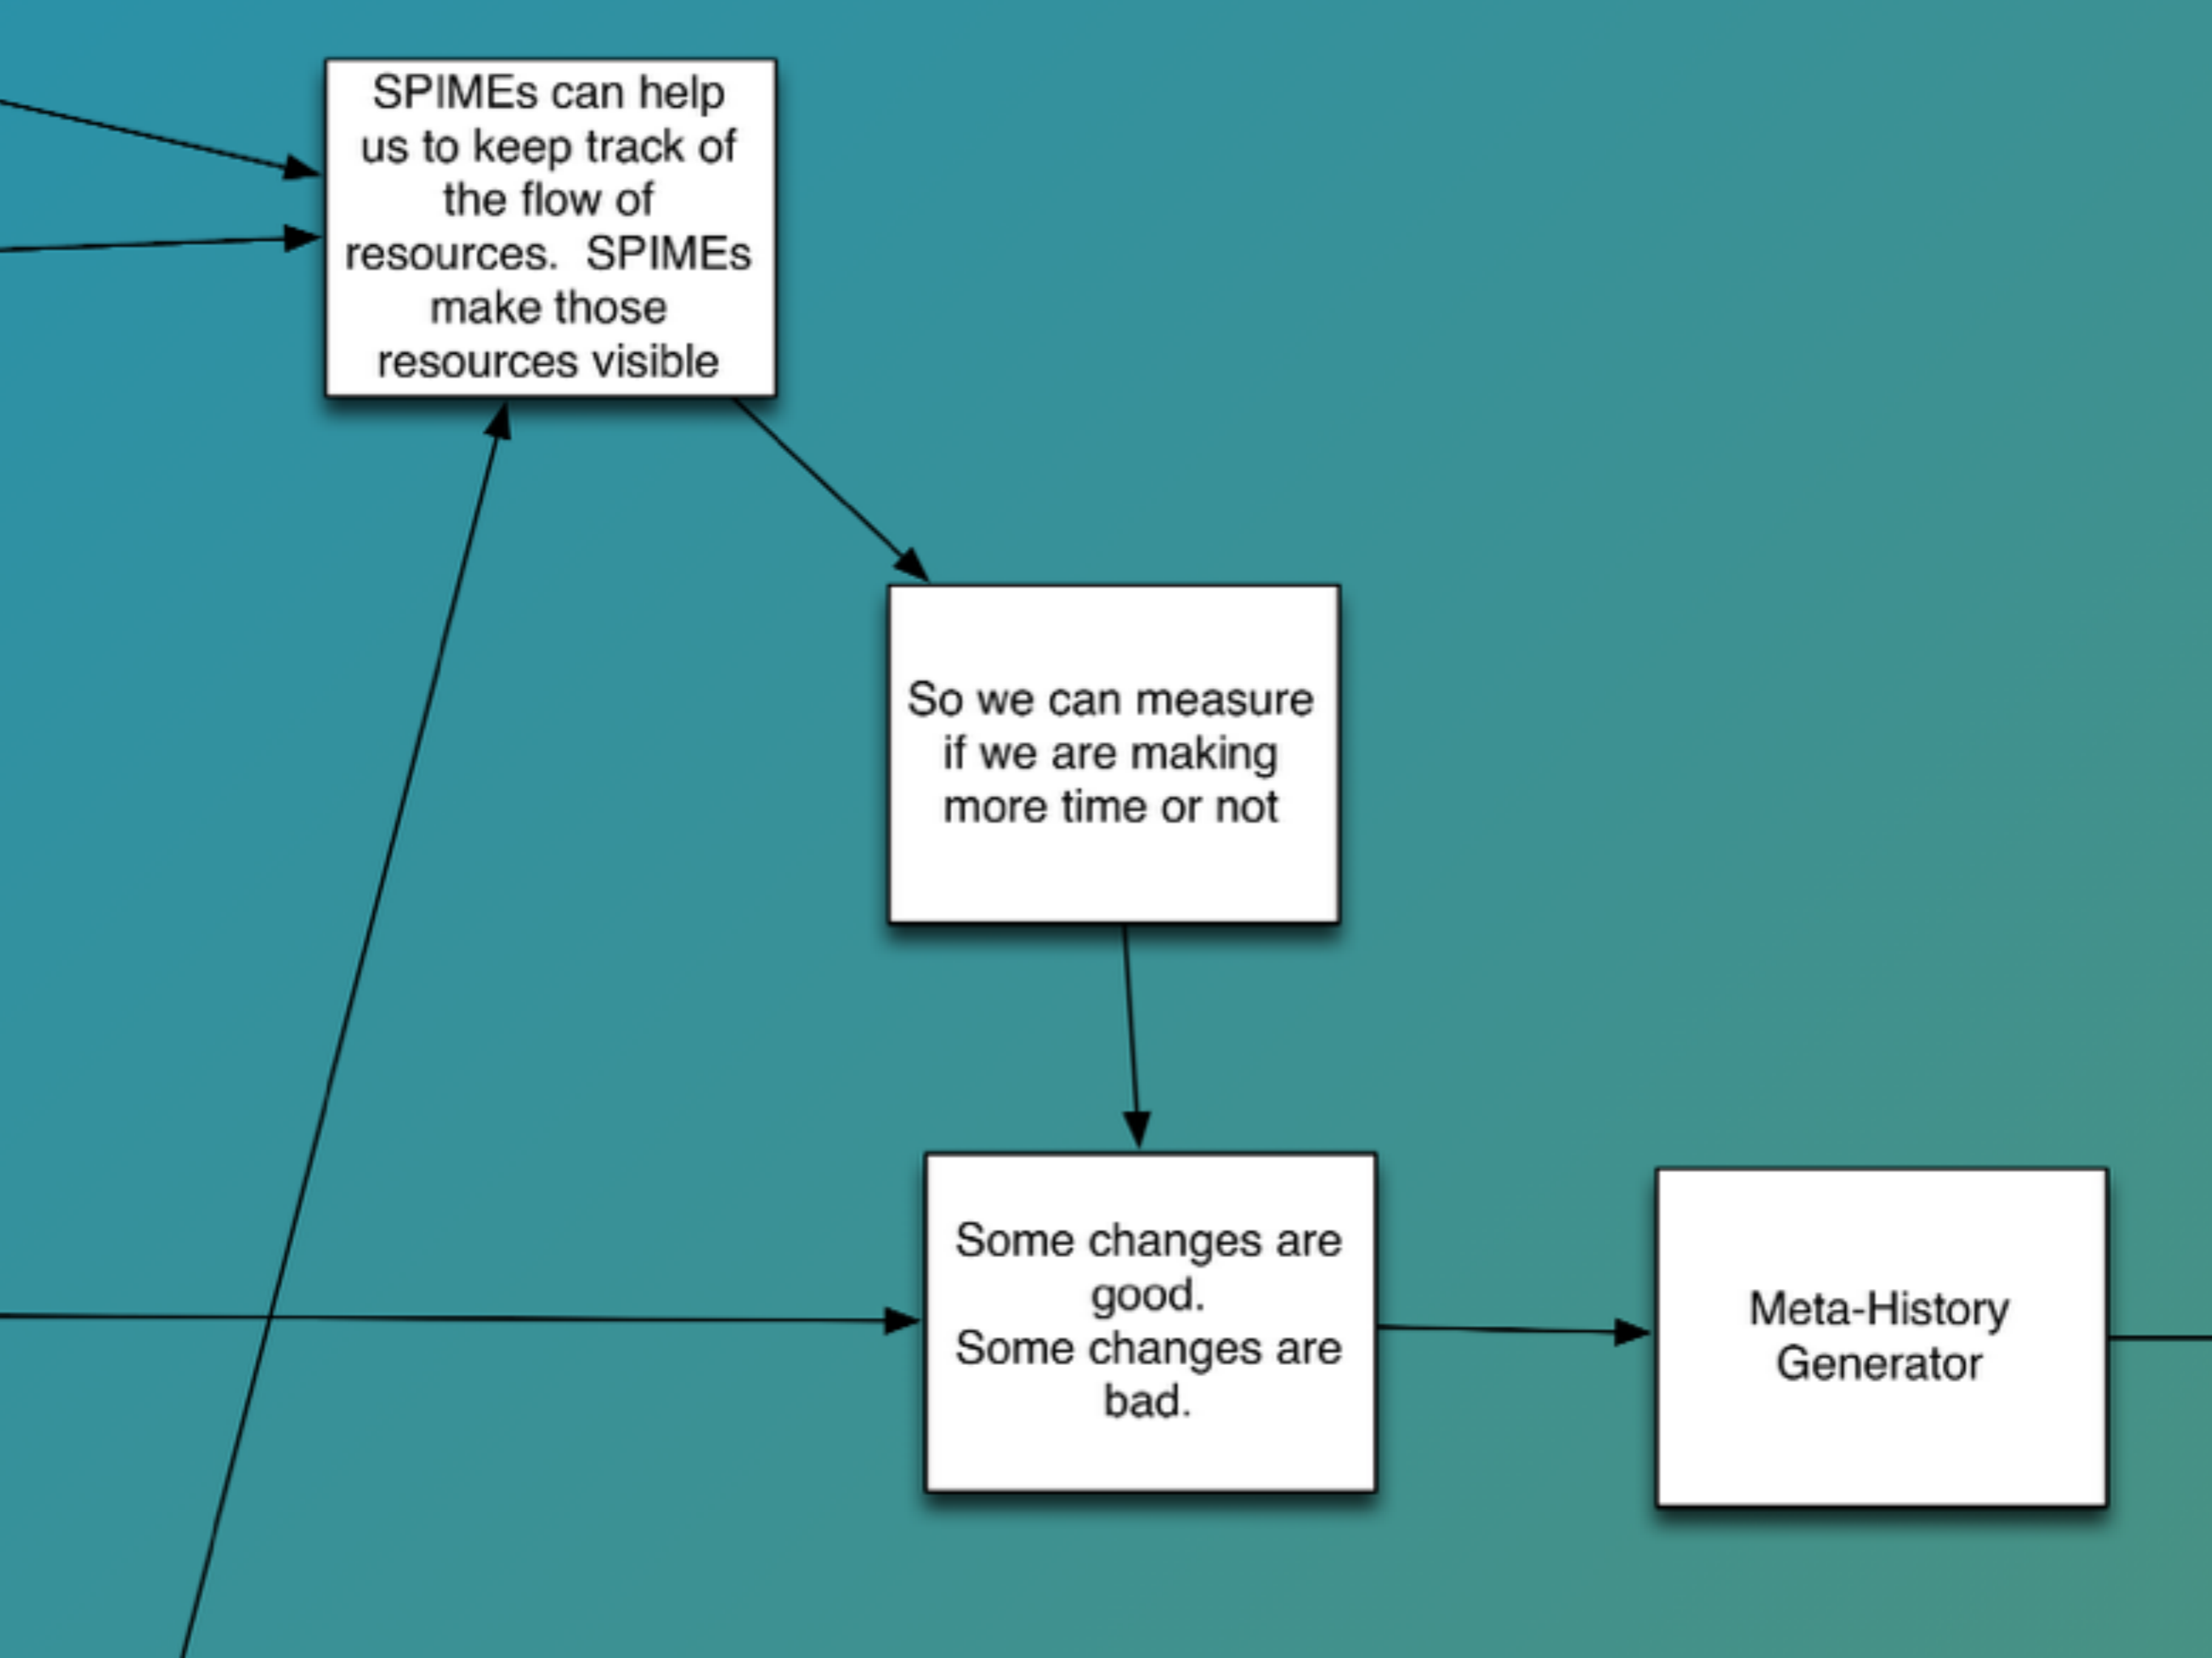 SPIMEs can help
us to keep track of
the flow of
resources.  SPIMEs
make those
resources visible
So we can measure
if we are making
more time or not
Some changes are
good.
Some changes are
bad.
Meta-History
Generator